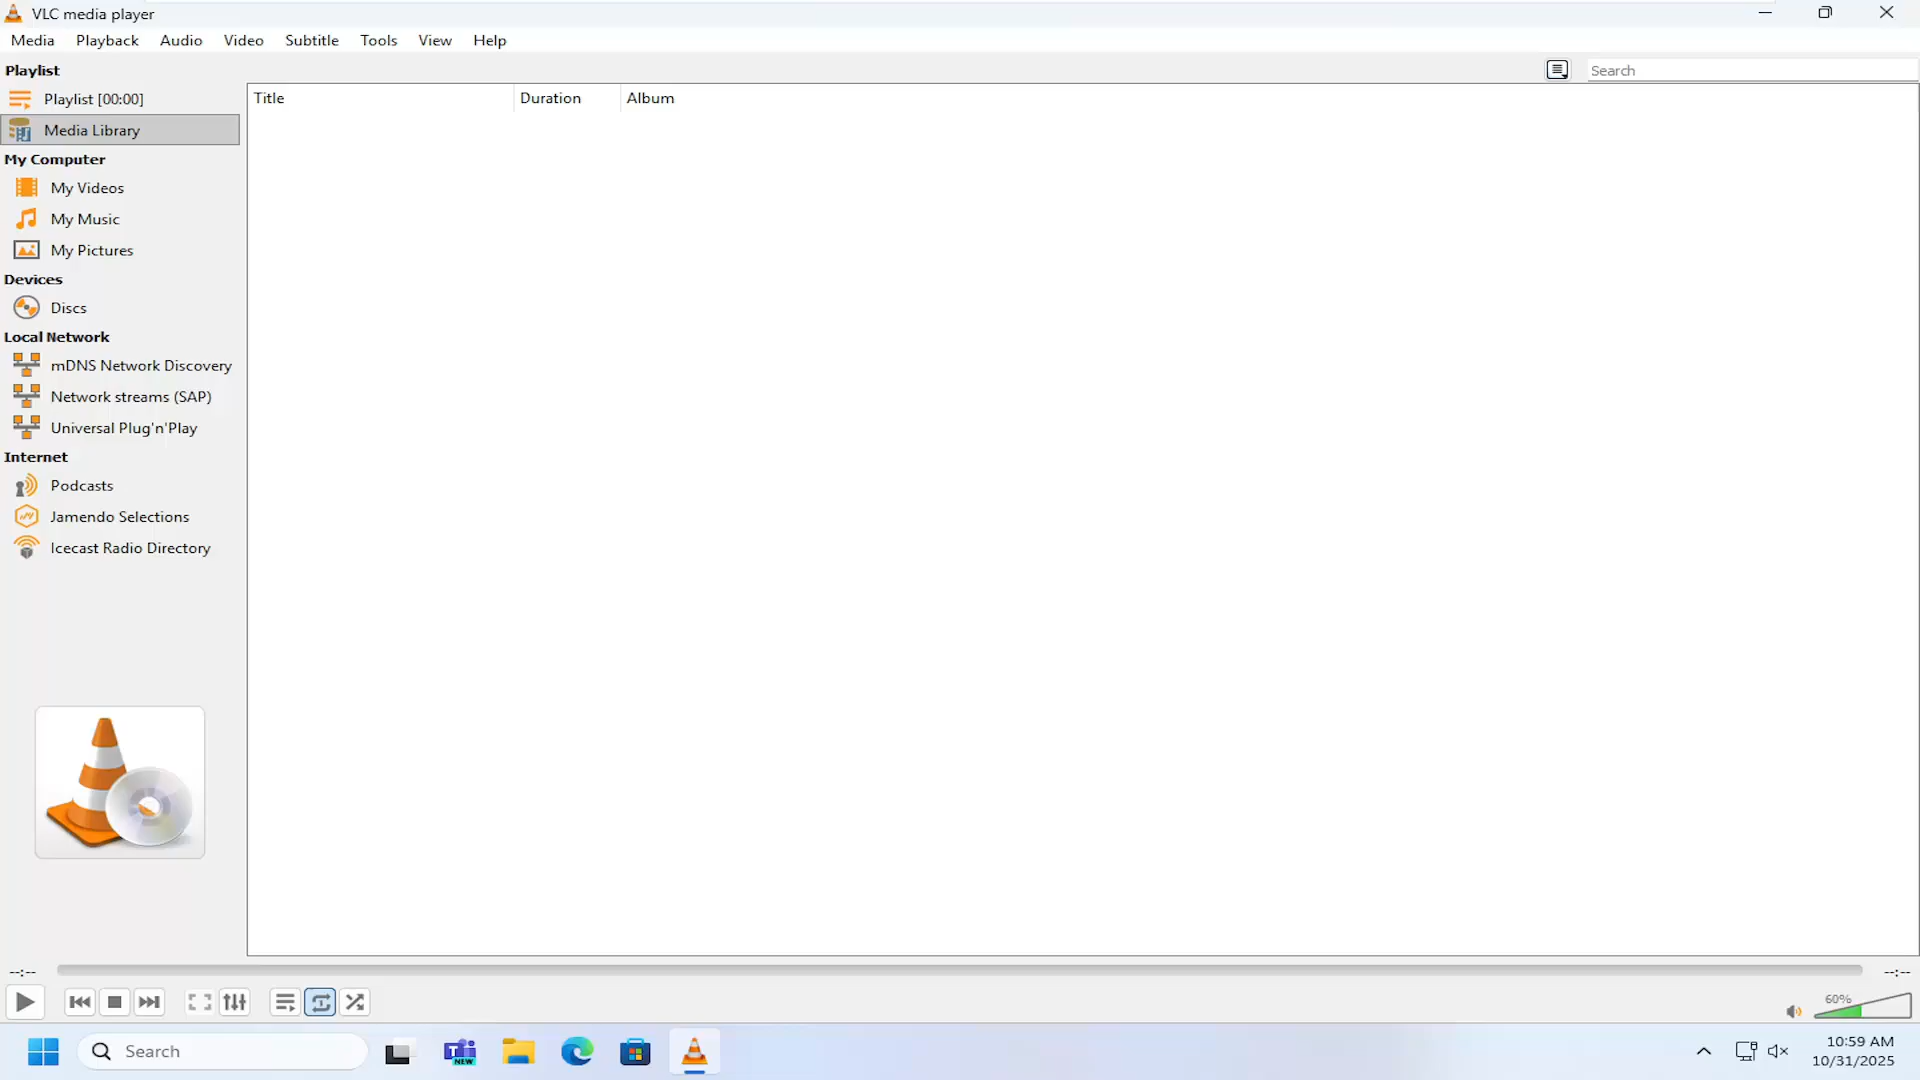 VLC media player
Media Playback Audio Video Subtitle Tools View Help
Playlist
Search
Playlist [00:00]
Media Library
My Computer
My Videos
My Music
My Pictures
Devices
Discs
Local Network
mDNS Network Discovery
Network streams (SAP)
Universal Plug'n'Play
Internet
Podcasts
Jamendo Selections
Icecast Radio Directory
Title Duration Album
--:-- --:--
60%
Search
NEW
10:59 AM
10/31/2025